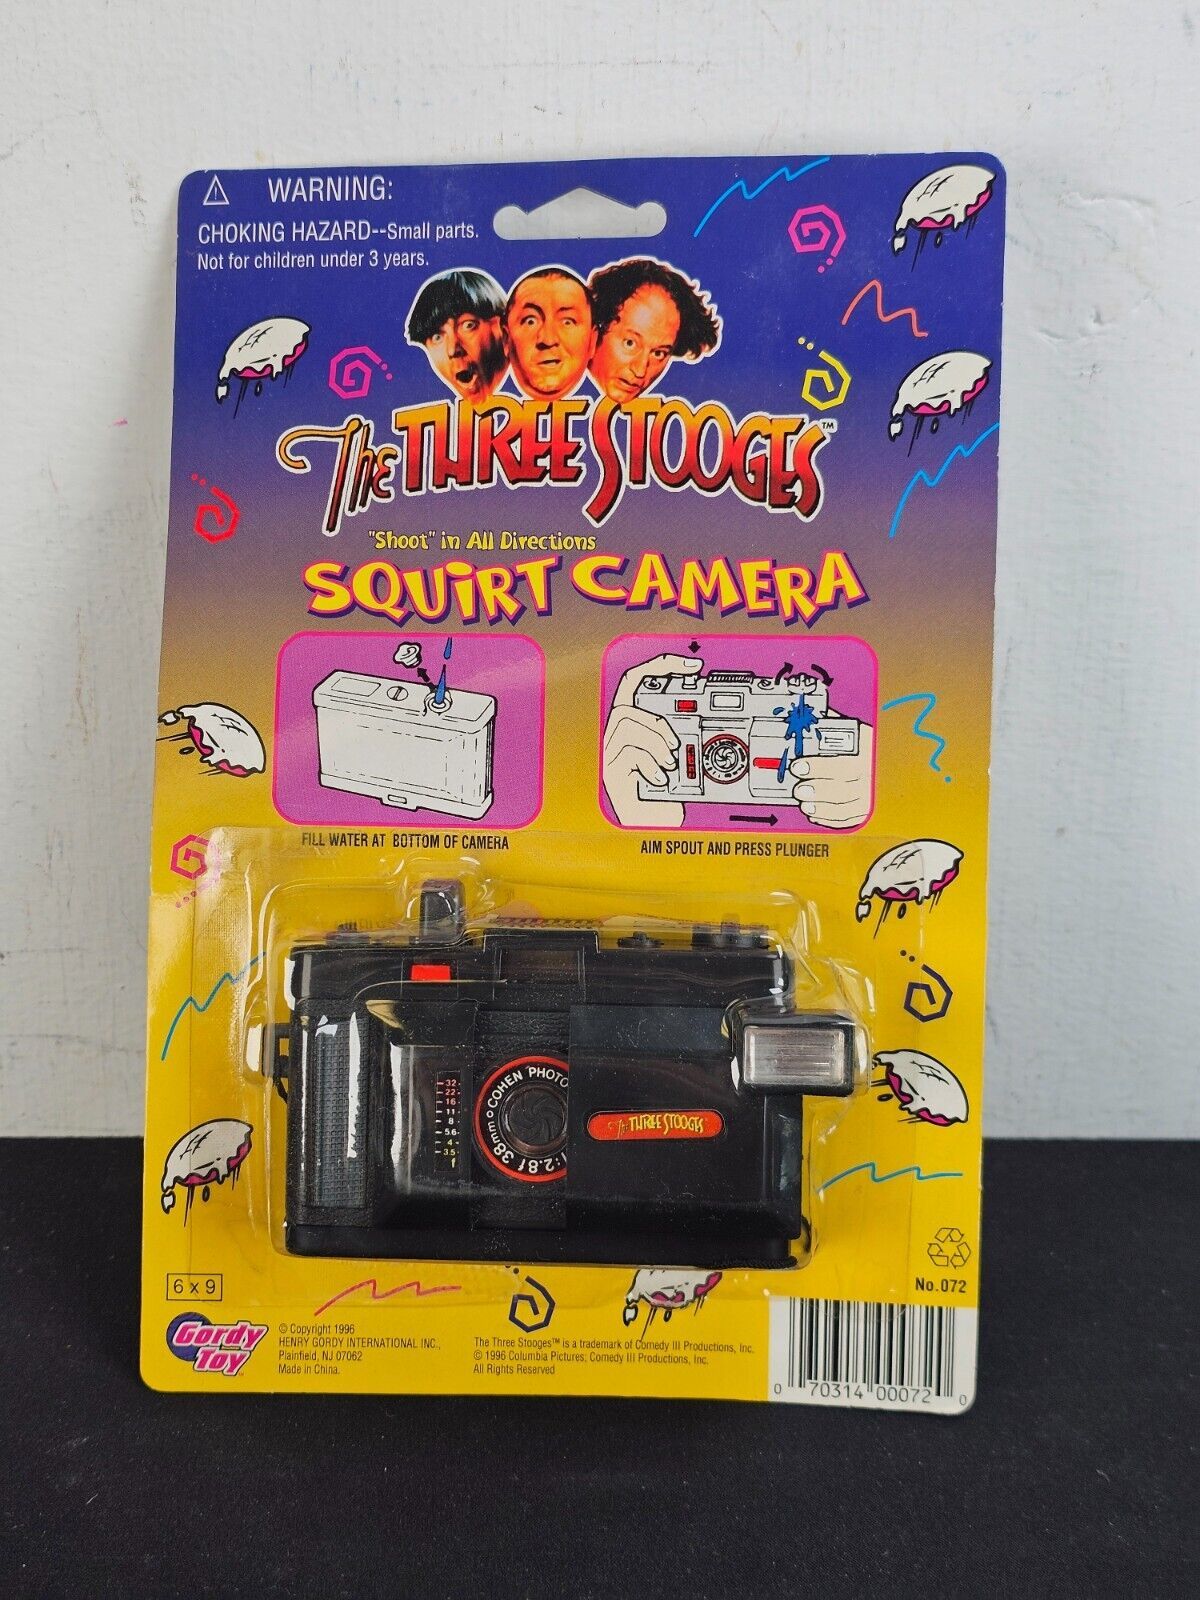 WARNING:
CHOKING HAZARD--Small parts.
Not for children under 3 years.
The THREE STOOGES™
"Shoot" in All Directions
SQUIRT CAMERA
FILL WATER AT BOTTOM OF CAMERA
AIM SPOUT AND PRESS PLUNGER
32
22
16
11
8
5.6
4
3.5
f
COHEN PHOTO
1:2.8f 38mm
The THREE STOOGES
6 x 9
No.072
Gordy
Toy
© Copyright 1996
HENRY GORDY INTERNATIONAL INC.,
Plainfield, NJ 07062
Made in China.
The Three Stooges™ is a trademark of Comedy III Productions, Inc.
© 1996 Columbia Pictures; Comedy III Productions, Inc.
All Rights Reserved
0 70314 00072 0